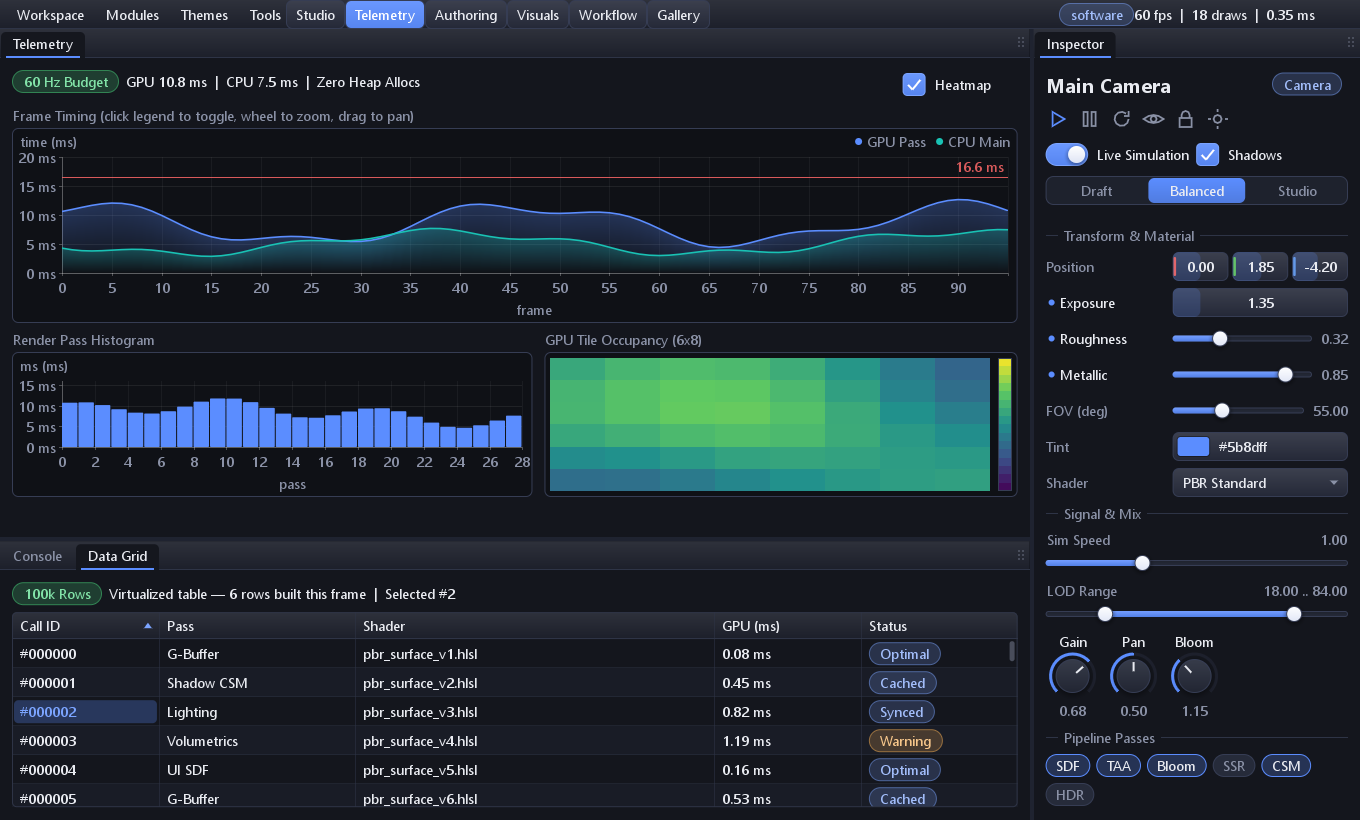 Workspace Modules Themes Tools Studio Telemetry Authoring Visuals Workflow Gallery software 60 fps | 18 draws | 0.35 ms
Telemetry
60 Hz Budget GPU 10.8 ms | CPU 7.5 ms | Zero Heap Allocs Heatmap
Frame Timing (click legend to toggle, wheel to zoom, drag to pan)
time (ms) GPU Pass CPU Main
20 ms
16.6 ms
15 ms
10 ms
5 ms
0 ms
0 5 10 15 20 25 30 35 40 45 50 55 60 65 70 75 80 85 90
frame
Render Pass Histogram
ms (ms)
15 ms
10 ms
5 ms
0 ms
0 2 4 6 8 10 12 14 16 18 20 22 24 26 28
pass
GPU Tile Occupancy (6x8)
Console Data Grid
100k Rows Virtualized table — 6 rows built this frame | Selected #2
Call ID Pass Shader GPU (ms) Status
#000000 G-Buffer pbr_surface_v1.hlsl 0.08 ms Optimal
#000001 Shadow CSM pbr_surface_v2.hlsl 0.45 ms Cached
#000002 Lighting pbr_surface_v3.hlsl 0.82 ms Synced
#000003 Volumetrics pbr_surface_v4.hlsl 1.19 ms Warning
#000004 UI SDF pbr_surface_v5.hlsl 0.16 ms Optimal
#000005 G-Buffer pbr_surface_v6.hlsl 0.53 ms Cached
Inspector
Main Camera Camera
Live Simulation Shadows
Draft Balanced Studio
Transform & Material
Position 0.00 1.85 -4.20
Exposure 1.35
Roughness 0.32
Metallic 0.85
FOV (deg) 55.00
Tint #5b8dff
Shader PBR Standard
Signal & Mix
Sim Speed 1.00
LOD Range 18.00 .. 84.00
Gain Pan Bloom
0.68 0.50 1.15
Pipeline Passes
SDF TAA Bloom SSR CSM
HDR